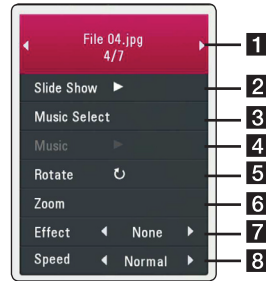 File 04.jpg
4/7
1
Slide Show
2
Music Select
3
Music
4
Rotate
5
Zoom
6
Effect None
7
Speed Normal
8